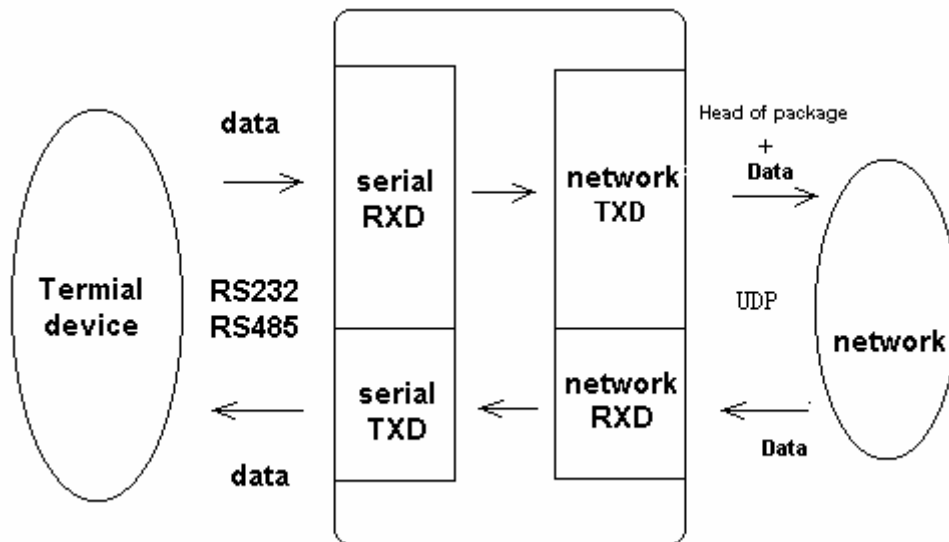 data
Head of package
+
Data
serial
RXD
network
TXD
Termial
device
RS232
RS485
UDP
network
serial
TXD
network
RXD
data
Data